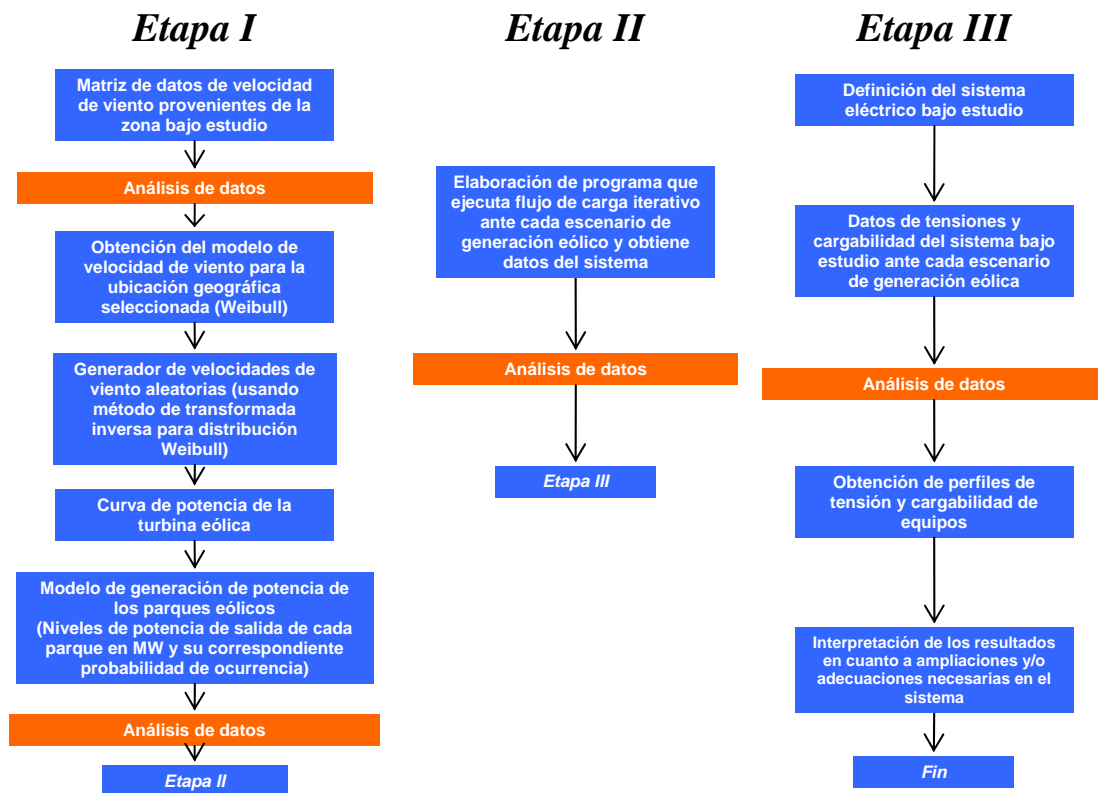 Etapa I
Matriz de datos de velocidad
de viento provenientes de la
zona bajo estudio
Análisis de datos
Obtención del modelo de
velocidad de viento para la
ubicación geográfica
seleccionada (Weibull)
Generador de velocidades de
viento aleatorias (usando
método de transformada
inversa para distribución
Weibull)
Curva de potencia de la
turbina eólica
Modelo de generación de potencia de
los parques eólicos
(Niveles de potencia de salida de cada
parque en MW y su correspondiente
probabilidad de ocurrencia)
Análisis de datos
Etapa II
Etapa II
Elaboración de programa que
ejecuta flujo de carga iterativo
ante cada escenario de
generación eólico y obtiene
datos del sistema
Análisis de datos
Etapa III
Etapa III
Definición del sistema
eléctrico bajo estudio
Datos de tensiones y
cargabilidad del sistema bajo
estudio ante cada escenario
de generación eólica
Análisis de datos
Obtención de perfiles de
tensión y cargabilidad de
equipos
Interpretación de los resultados
en cuanto a ampliaciones y/o
adecuaciones necesarias en el
sistema
Fin